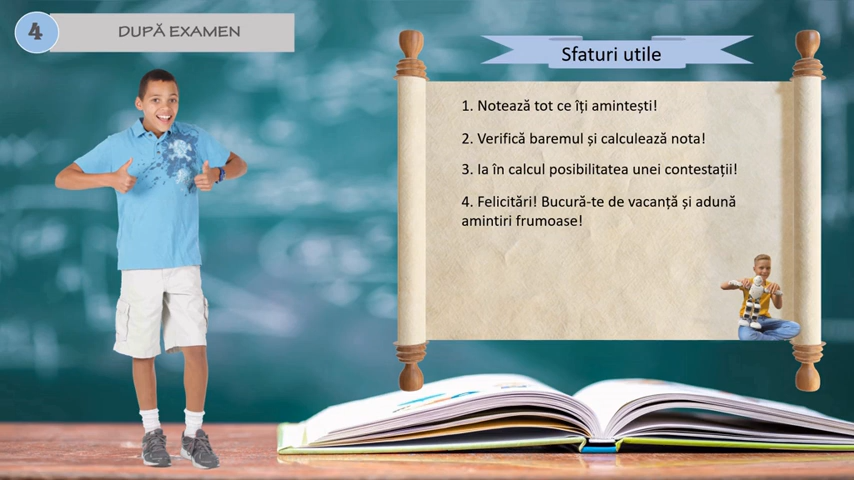 4
DUPĂ EXAMEN
Sfaturi utile
1. Notează tot ce îți amintești!
2. Verifică baremul și calculează nota!
3. Ia în calcul posibilitatea unei contestații!
4. Felicitări! Bucură-te de vacanță și adună
amintiri frumoase!